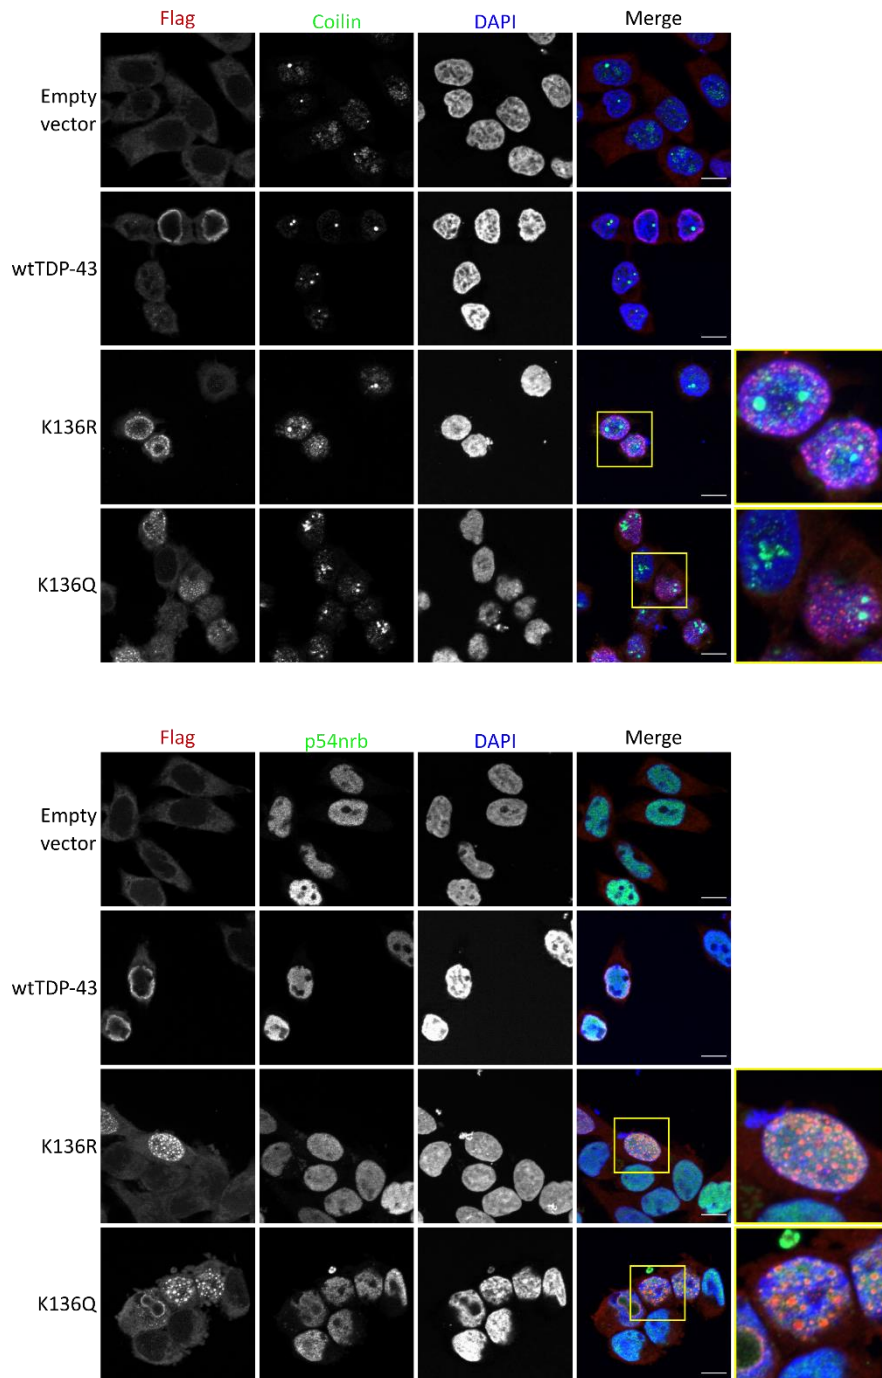 Flag Coilin DAPI Merge
Empty
vector
wtTDP-43
K136R
K136Q
Flag p54nrb DAPI Merge
Empty
vector
wtTDP-43
K136R
K136Q